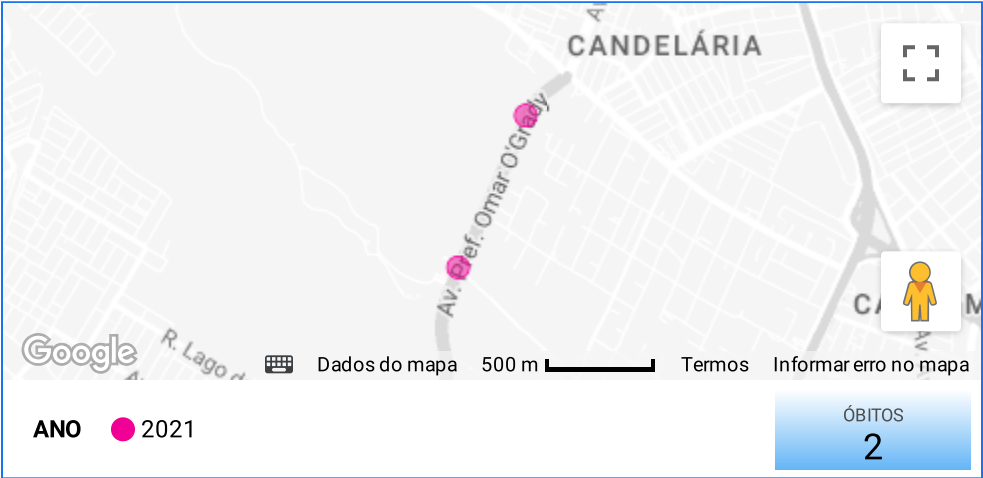 CANDELÁRIA
Av. Pref. Omar O'Grady
R. Lago d
Av.
Google
Dados do mapa
500 m
Termos
Informar erro no mapa
ANO
2021
ÓBITOS
2